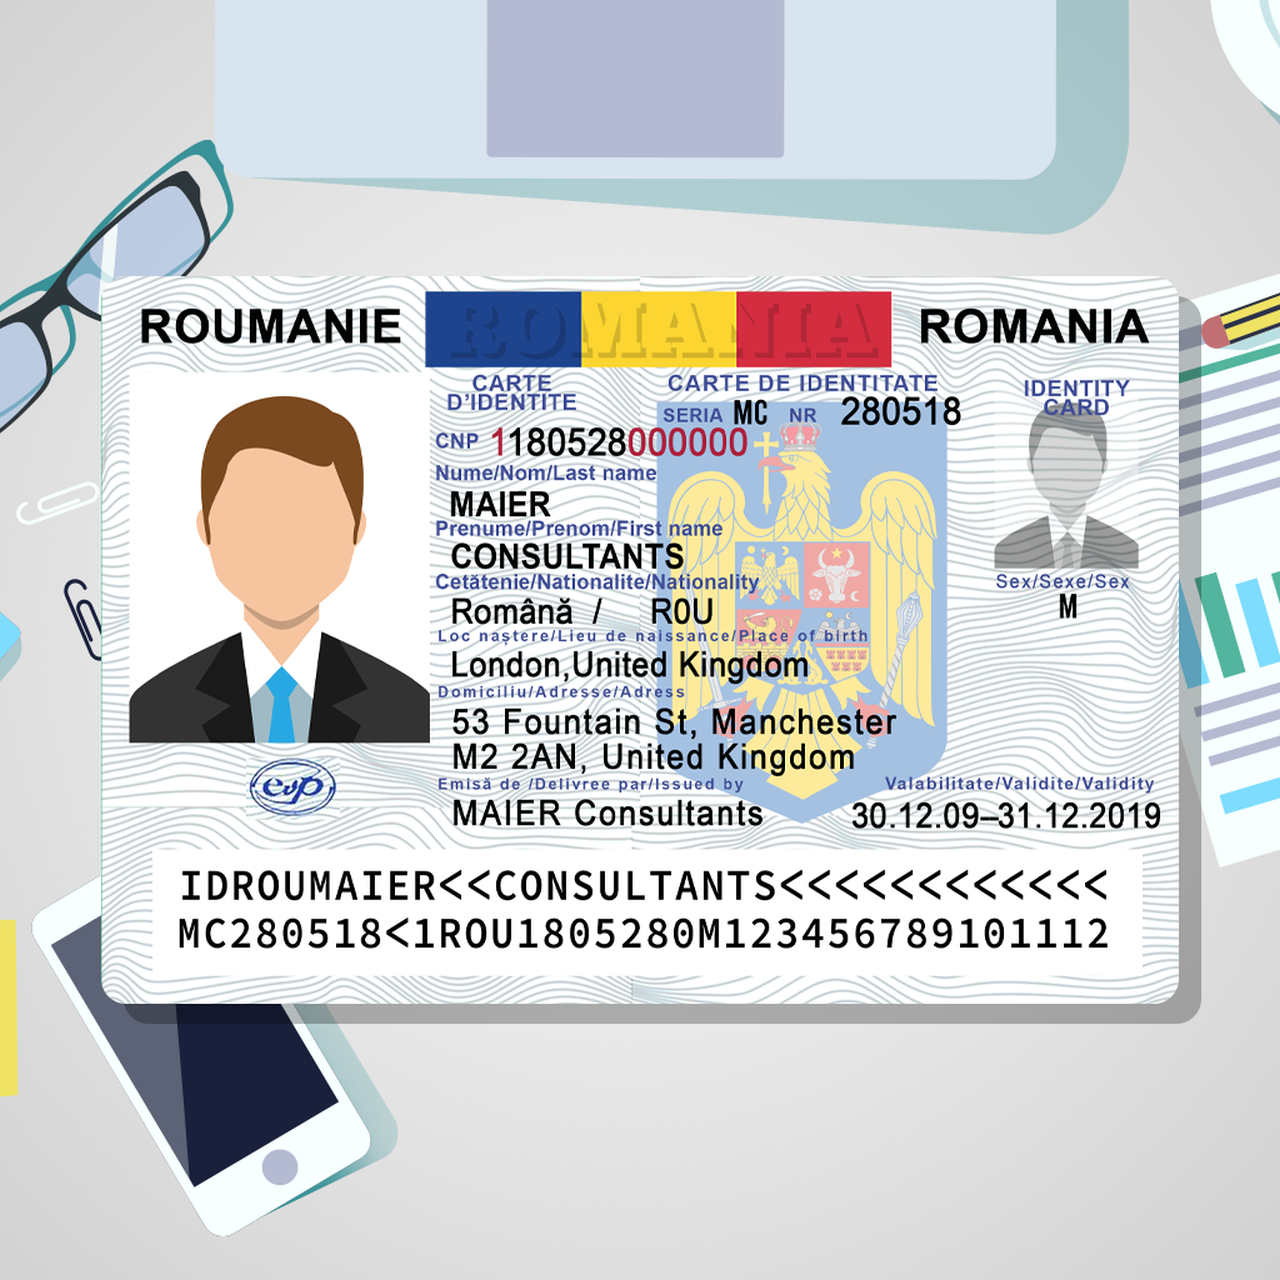 ROUMANIE
ROMANIA
ROMANIA
CARTE D'IDENTITE
CARTE DE IDENTITATE
IDENTITY CARD
SERIA MC NR 280518
CNP 1180528000000
Nume/Nom/Last name
MAIER
Prenume/Prenom/First name
CONSULTANTS
Cetătenie/Nationalite/Nationality
Sex/Sexe/Sex
Română / R0U
M
Loc naștere/Lieu de naissance/Place of birth
London,United Kingdom
Domiciliu/Adresse/Adress
53 Fountain St, Manchester
M2 2AN, United Kingdom
Emisă de /Delivree par/Issued by
Valabilitate/Validite/Validity
MAIER Consultants
30.12.09–31.12.2019
evp
IDROUMAIER<<CONSULTANTS<<<<<<<<<<<<<
MC280518<1ROU1805280M123456789101112